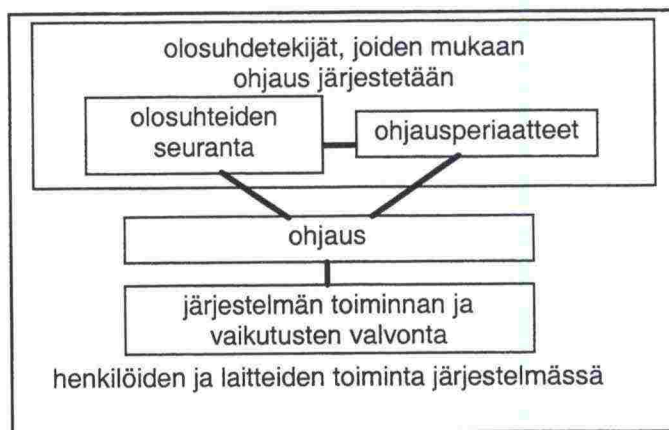 olosuhdetekijät, joiden mukaan
ohjaus järjestetään
olosuhteiden
seuranta
ohjausperiaatteet
ohjaus
järjestelmän toiminnan ja
vaikutusten valvonta
henkilöiden ja laitteiden toiminta järjestelmässä